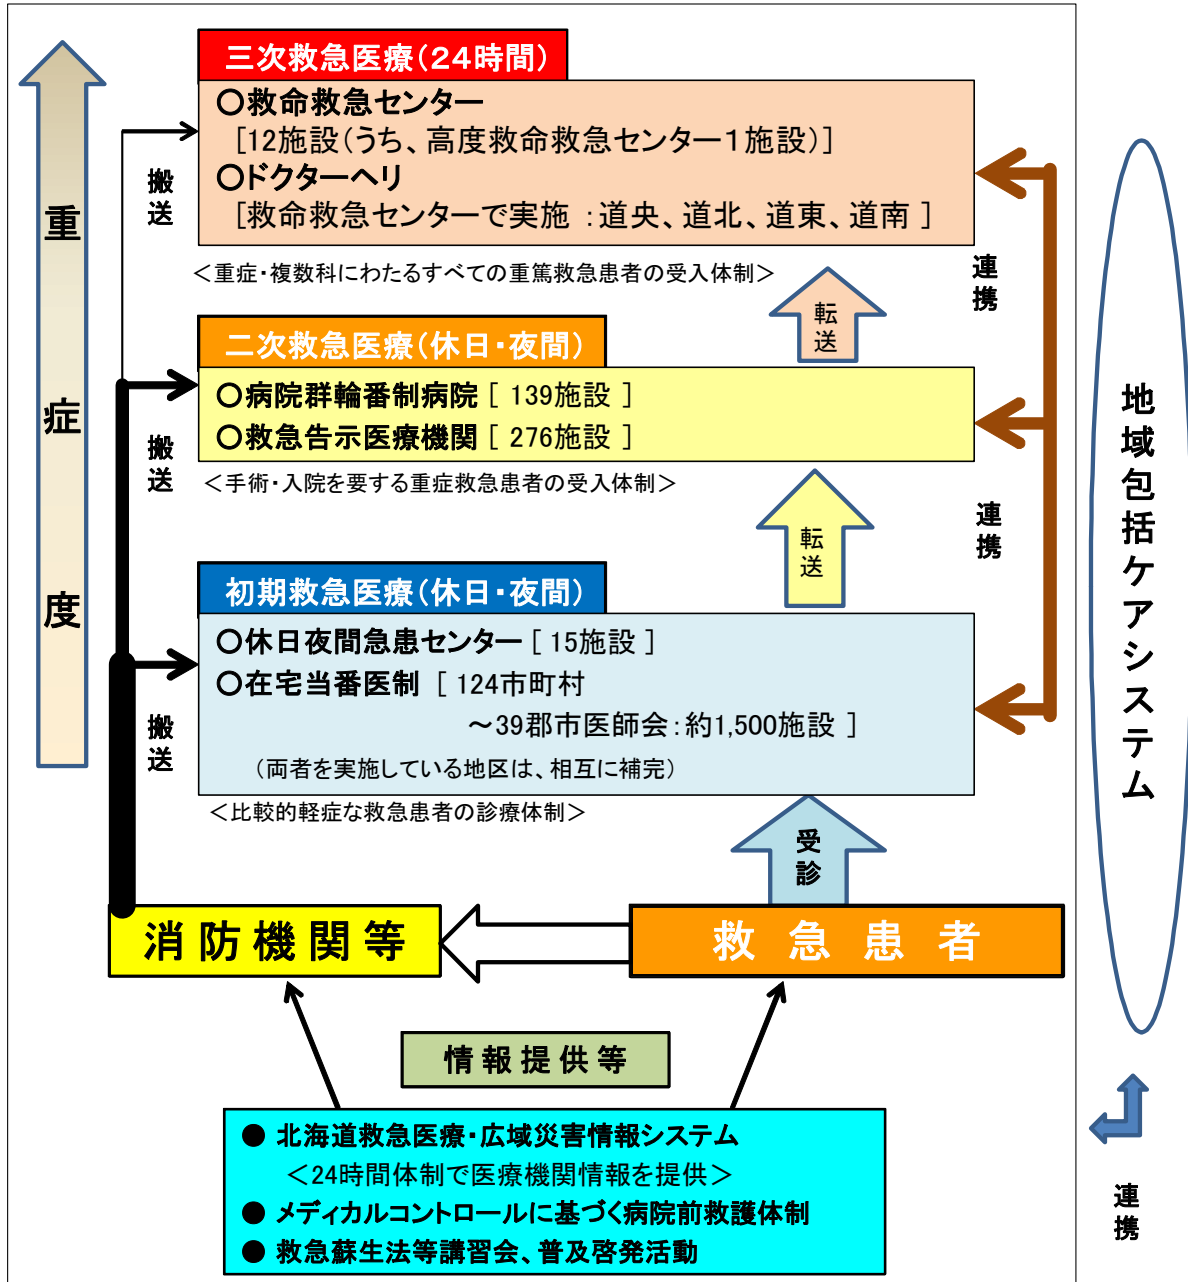 三次救急医療(24時間)
○救命救急センター
[12施設(うち、高度救命救急センター1施設)]
○ドクターヘリ
[救命救急センターで実施 :道央、道北、道東、道南 ]
<重症・複数科にわたるすべての重篤救急患者の受入体制>
搬送
転送
連携
二次救急医療(休日・夜間)
○病院群輪番制病院 [ 139施設 ]
○救急告示医療機関 [ 276施設 ]
<手術・入院を要する重症救急患者の受入体制>
搬送
転送
連携
初期救急医療(休日・夜間)
○休日夜間急患センター [ 15施設 ]
○在宅当番医制 [ 124市町村
~39郡市医師会:約1,500施設 ]
(両者を実施している地区は、相互に補完)
<比較的軽症な救急患者の診療体制>
搬送
受診
重症度
地域包括ケアシステム
消防機関等
救急患者
情報提供等
● 北海道救急医療・広域災害情報システム
<24時間体制で医療機関情報を提供>
● メディカルコントロールに基づく病院前救護体制
● 救急蘇生法等講習会、普及啓発活動
連携